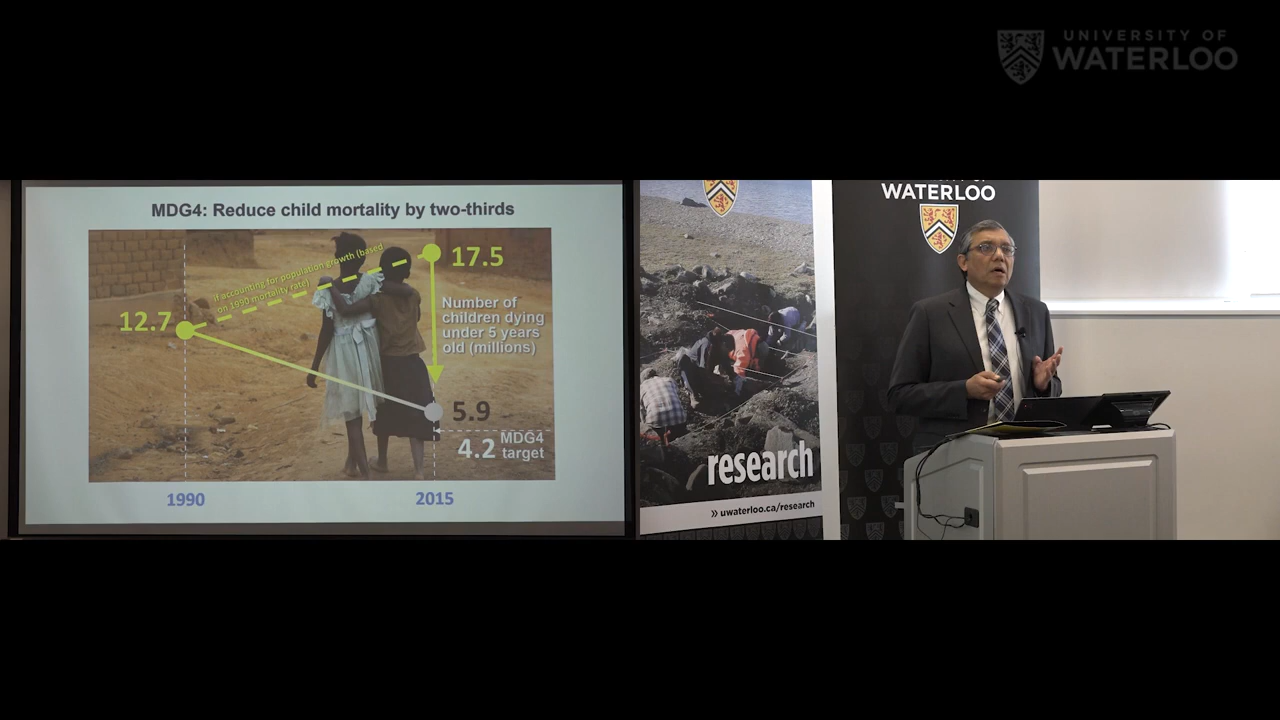 UNIVERSITY OF
WATERLOO
MDG4: Reduce child mortality by two-thirds
if accounting for population growth (based
on 1990 mortality rate)
17.5
12.7
Number of
children dying
under 5 years
old (millions)
5.9
4.2 MDG4
target
1990
2015
research
» uwaterloo.ca/research
WATERLOO